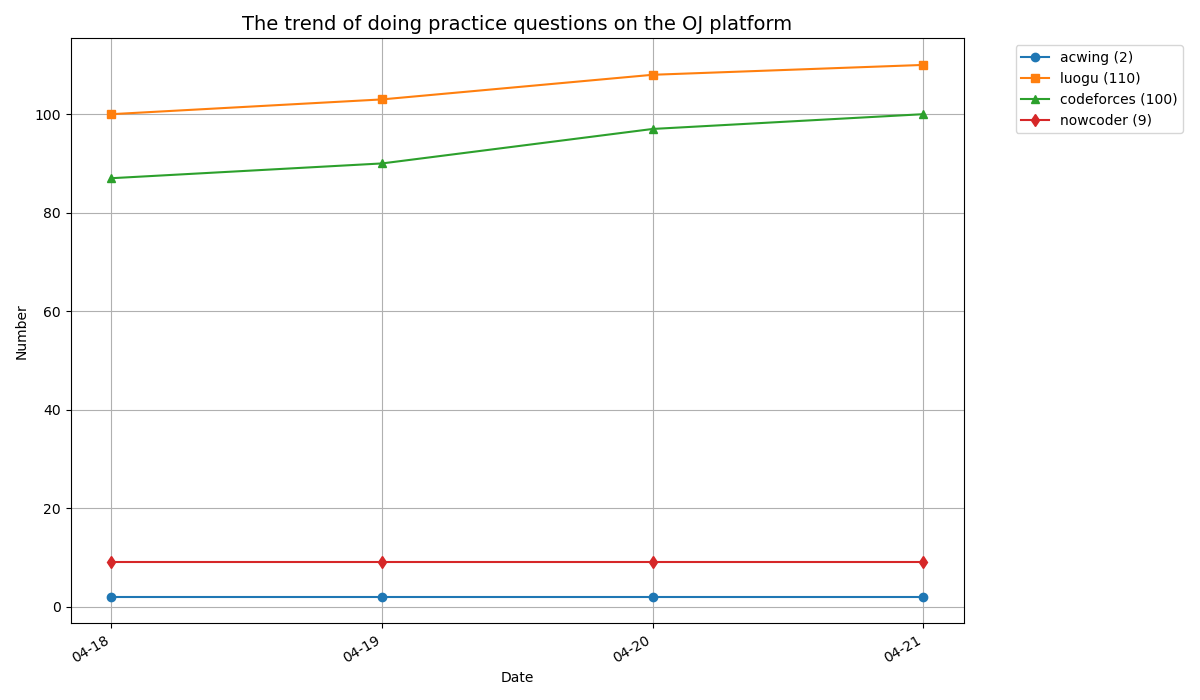 The trend of doing practice questions on the OJ platform
acwing (2)
luogu (110)
codeforces (100)
nowcoder (9)
Number
100
80
60
40
20
0
04-18
04-19
04-20
04-21
Date